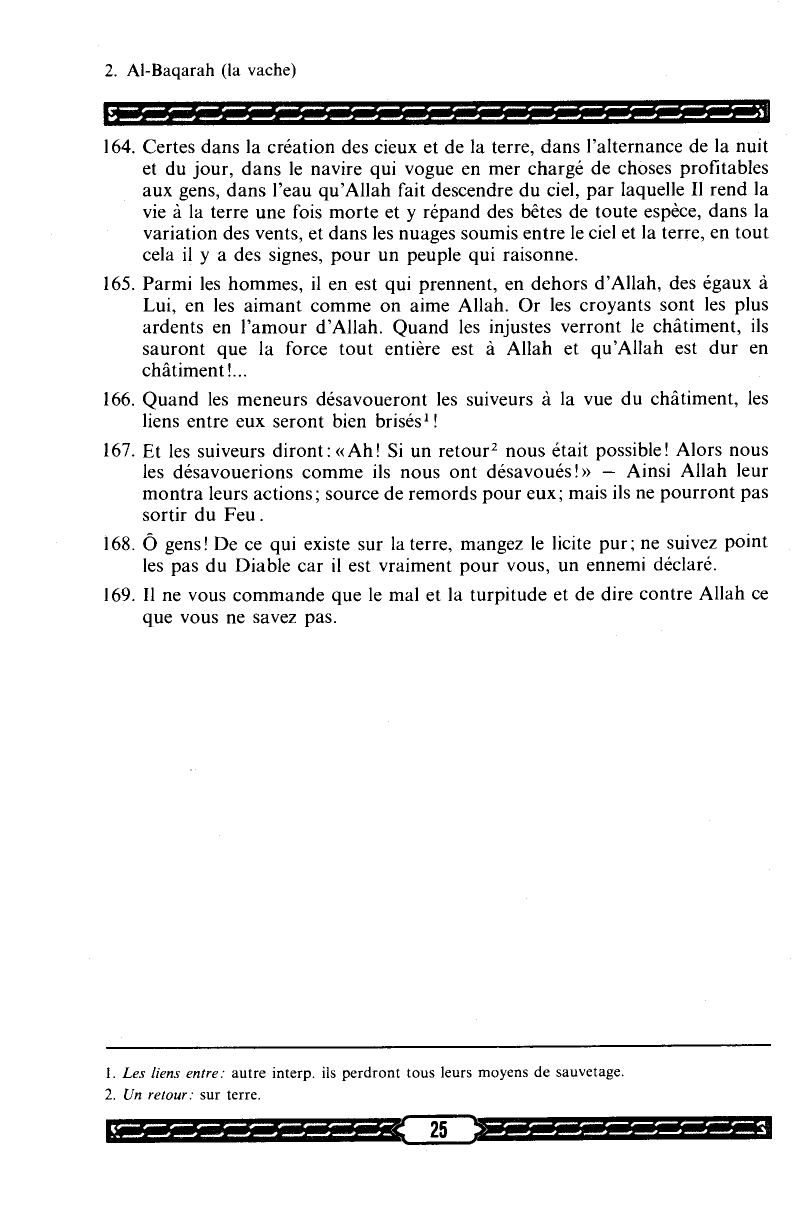 2. Al-Baqarah (la vache)
164. Certes dans la création des cieux et de la terre, dans l'alternance de la nuit
et du jour, dans le navire qui vogue en mer chargé de choses profitables
aux gens, dans l'eau qu'Allah fait descendre du ciel, par laquelle Il rend la
vie à la terre une fois morte et y répand des bêtes de toute espèce, dans la
variation des vents, et dans les nuages soumis entre le ciel et la terre, en tout
cela il y a des signes, pour un peuple qui raisonne.
165. Parmi les hommes, il en est qui prennent, en dehors d'Allah, des égaux à
Lui, en les aimant comme on aime Allah. Or les croyants sont les plus
ardents en l'amour d'Allah. Quand les injustes verront le châtiment, ils
sauront que la force tout entière est à Allah et qu'Allah est dur en
châtiment!...
166. Quand les meneurs désavoueront les suiveurs à la vue du châtiment, les
liens entre eux seront bien brisés¹!
167. Et les suiveurs diront: «Ah! Si un retour² nous était possible! Alors nous
les désavouerions comme ils nous ont désavoués!» — Ainsi Allah leur
montra leurs actions; source de remords pour eux; mais ils ne pourront pas
sortir du Feu.
168. Ô gens! De ce qui existe sur la terre, mangez le licite pur; ne suivez point
les pas du Diable car il est vraiment pour vous, un ennemi déclaré.
169. Il ne vous commande que le mal et la turpitude et de dire contre Allah ce
que vous ne savez pas.
1. Les liens entre: autre interp. ils perdront tous leurs moyens de sauvetage.
2. Un retour: sur terre.
25